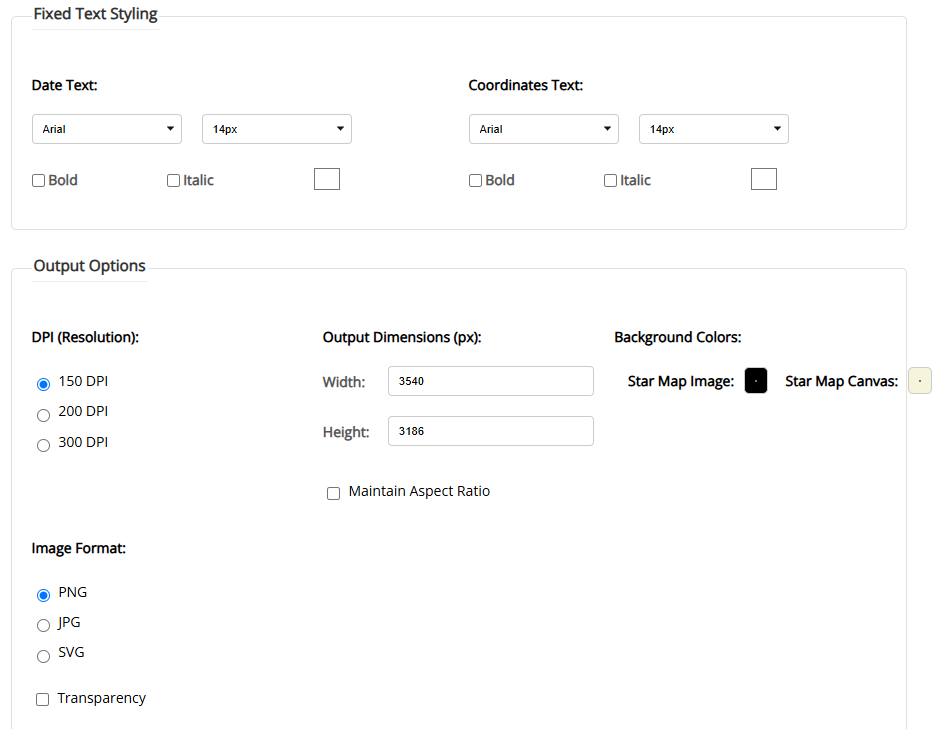 Fixed Text Styling
Date Text: Coordinates Text:
Arial 14px Arial 14px
Bold Italic Bold Italic
Output Options
DPI (Resolution): Output Dimensions (px): Background Colors:
150 DPI Width: 3540 Star Map Image: Star Map Canvas:
200 DPI
Height: 3186
300 DPI
Maintain Aspect Ratio
Image Format:
PNG
JPG
SVG
Transparency